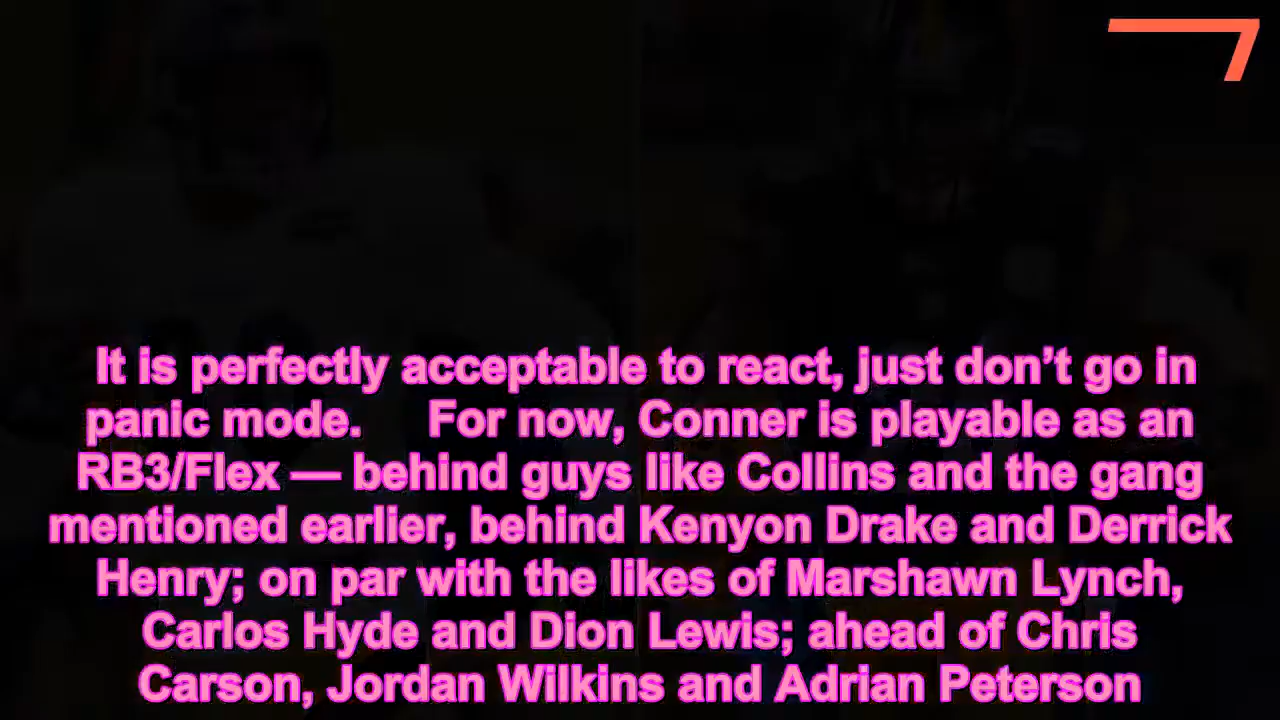 It is perfectly acceptable to react, just don’t go in
panic mode.     For now, Conner is playable as an
RB3/Flex — behind guys like Collins and the gang
mentioned earlier, behind Kenyon Drake and Derrick
Henry; on par with the likes of Marshawn Lynch,
Carlos Hyde and Dion Lewis; ahead of Chris
Carson, Jordan Wilkins and Adrian Peterson